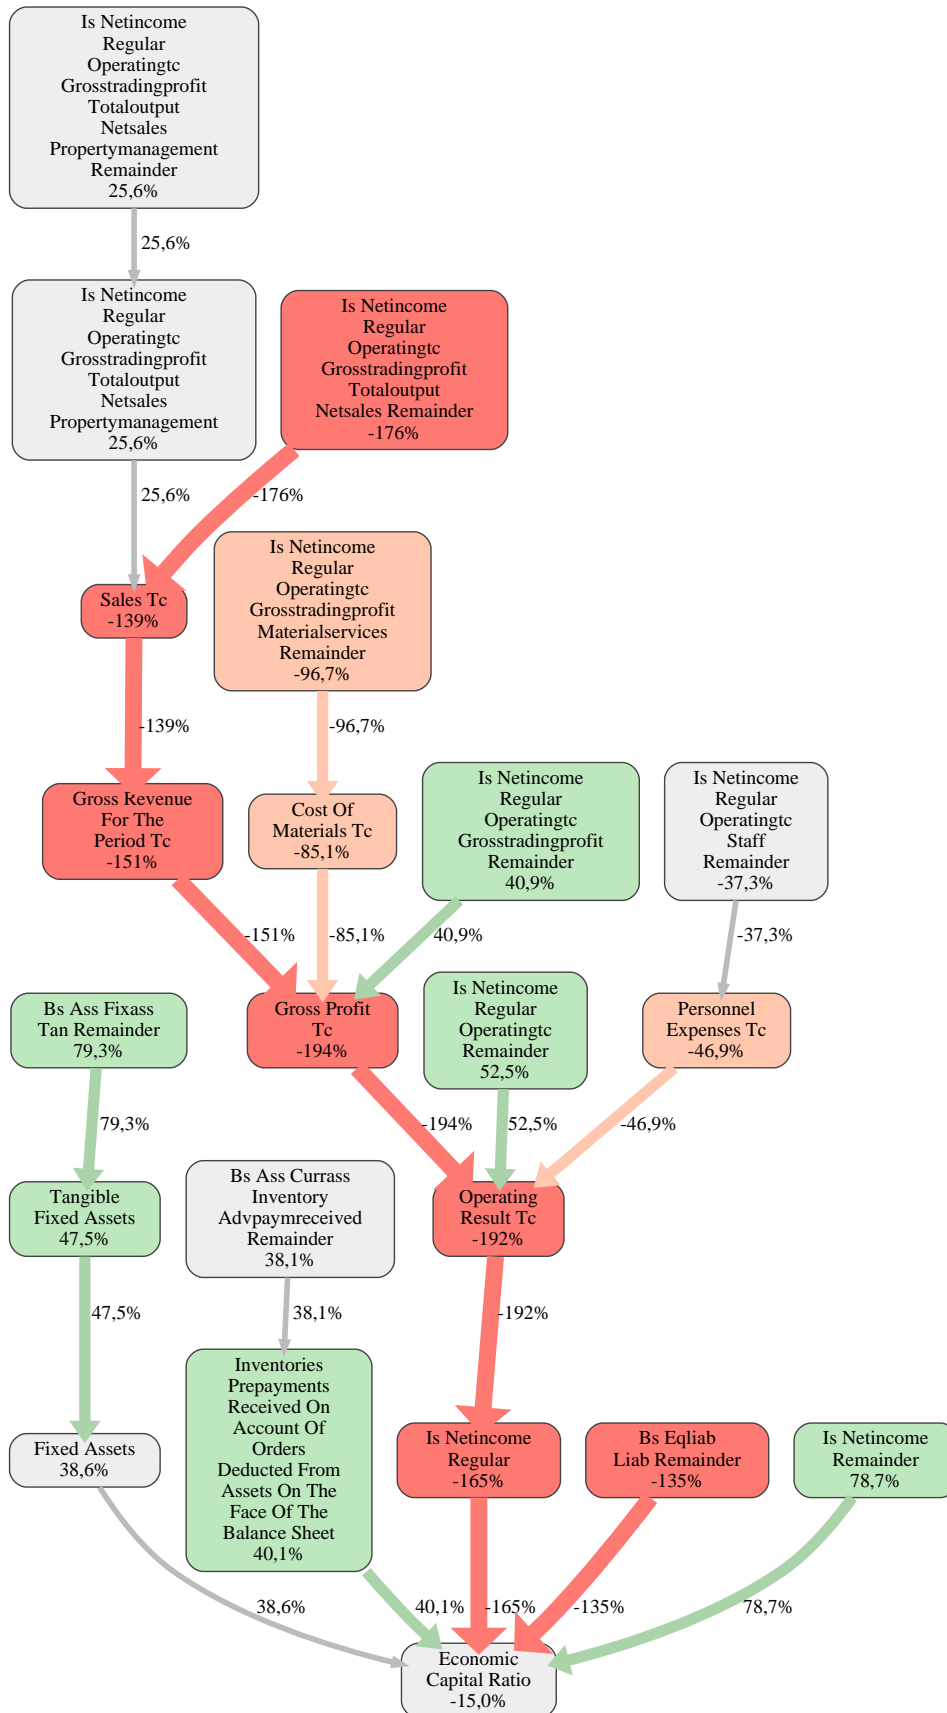 Is Netincome
Regular
Operatingtc
Grosstradingprofit
Totaloutput
Netsales
Propertymanagement
Remainder
25,6%
25,6%
Is Netincome
Regular
Operatingtc
Grosstradingprofit
Totaloutput
Netsales
Propertymanagement
25,6%
Is Netincome
Regular
Operatingtc
Grosstradingprofit
Totaloutput
Netsales Remainder
-176%
25,6%
-176%
Is Netincome
Regular
Operatingtc
Grosstradingprofit
Materialservices
Remainder
-96,7%
Sales Tc
-139%
-139%
-96,7%
Gross Revenue
For The
Period Tc
-151%
Cost Of
Materials Tc
-85,1%
Is Netincome
Regular
Operatingtc
Grosstradingprofit
Remainder
40,9%
Is Netincome
Regular
Operatingtc
Staff
Remainder
-37,3%
-151%
-85,1%
40,9%
-37,3%
Bs Ass Fixass
Tan Remainder
79,3%
Gross Profit
Tc
-194%
Is Netincome
Regular
Operatingtc
Remainder
52,5%
Personnel
Expenses Tc
-46,9%
79,3%
-194%
52,5%
-46,9%
Tangible
Fixed Assets
47,5%
Bs Ass Currass
Inventory
Advpaymreceived
Remainder
38,1%
Operating
Result Tc
-192%
47,5%
38,1%
-192%
Fixed Assets
38,6%
Inventories
Prepayments
Received On
Account Of
Orders
Deducted From
Assets On The
Face Of The
Balance Sheet
40,1%
Is Netincome
Regular
-165%
Bs Eqliab
Liab Remainder
-135%
Is Netincome
Remainder
78,7%
38,6%
40,1%
-165%
-135%
78,7%
Economic
Capital Ratio
-15,0%